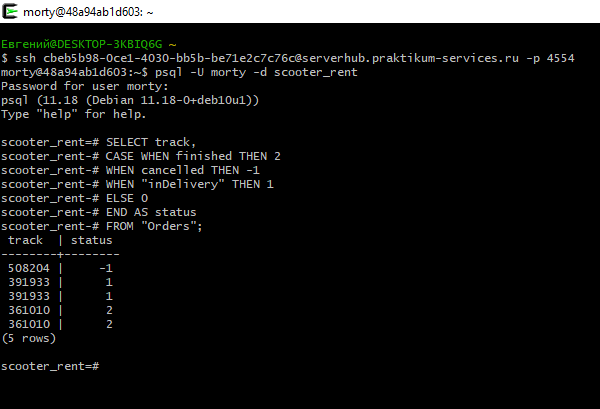 morty@48a94ab1d603: ~
Евгений@DESKTOP-3KBIQ6G ~
$ ssh cbeb5b98-0ce1-4030-bb5b-be71e2c7c76c@serverhub.praktikum-services.ru -p 4554
morty@48a94ab1d603:~$ psql -U morty -d scooter_rent
Password for user morty:
psql (11.18 (Debian 11.18-0+deb10u1))
Type "help" for help.
scooter_rent=# SELECT track,
scooter_rent-# CASE WHEN finished THEN 2
scooter_rent-# WHEN cancelled THEN -1
scooter_rent-# WHEN "inDelivery" THEN 1
scooter_rent-# ELSE 0
scooter_rent-# END AS status
scooter_rent-# FROM "Orders";
 track  | status
--------+--------
 508204 |     -1
 391933 |      1
 391933 |      1
 361010 |      2
 361010 |      2
(5 rows)
scooter_rent=#